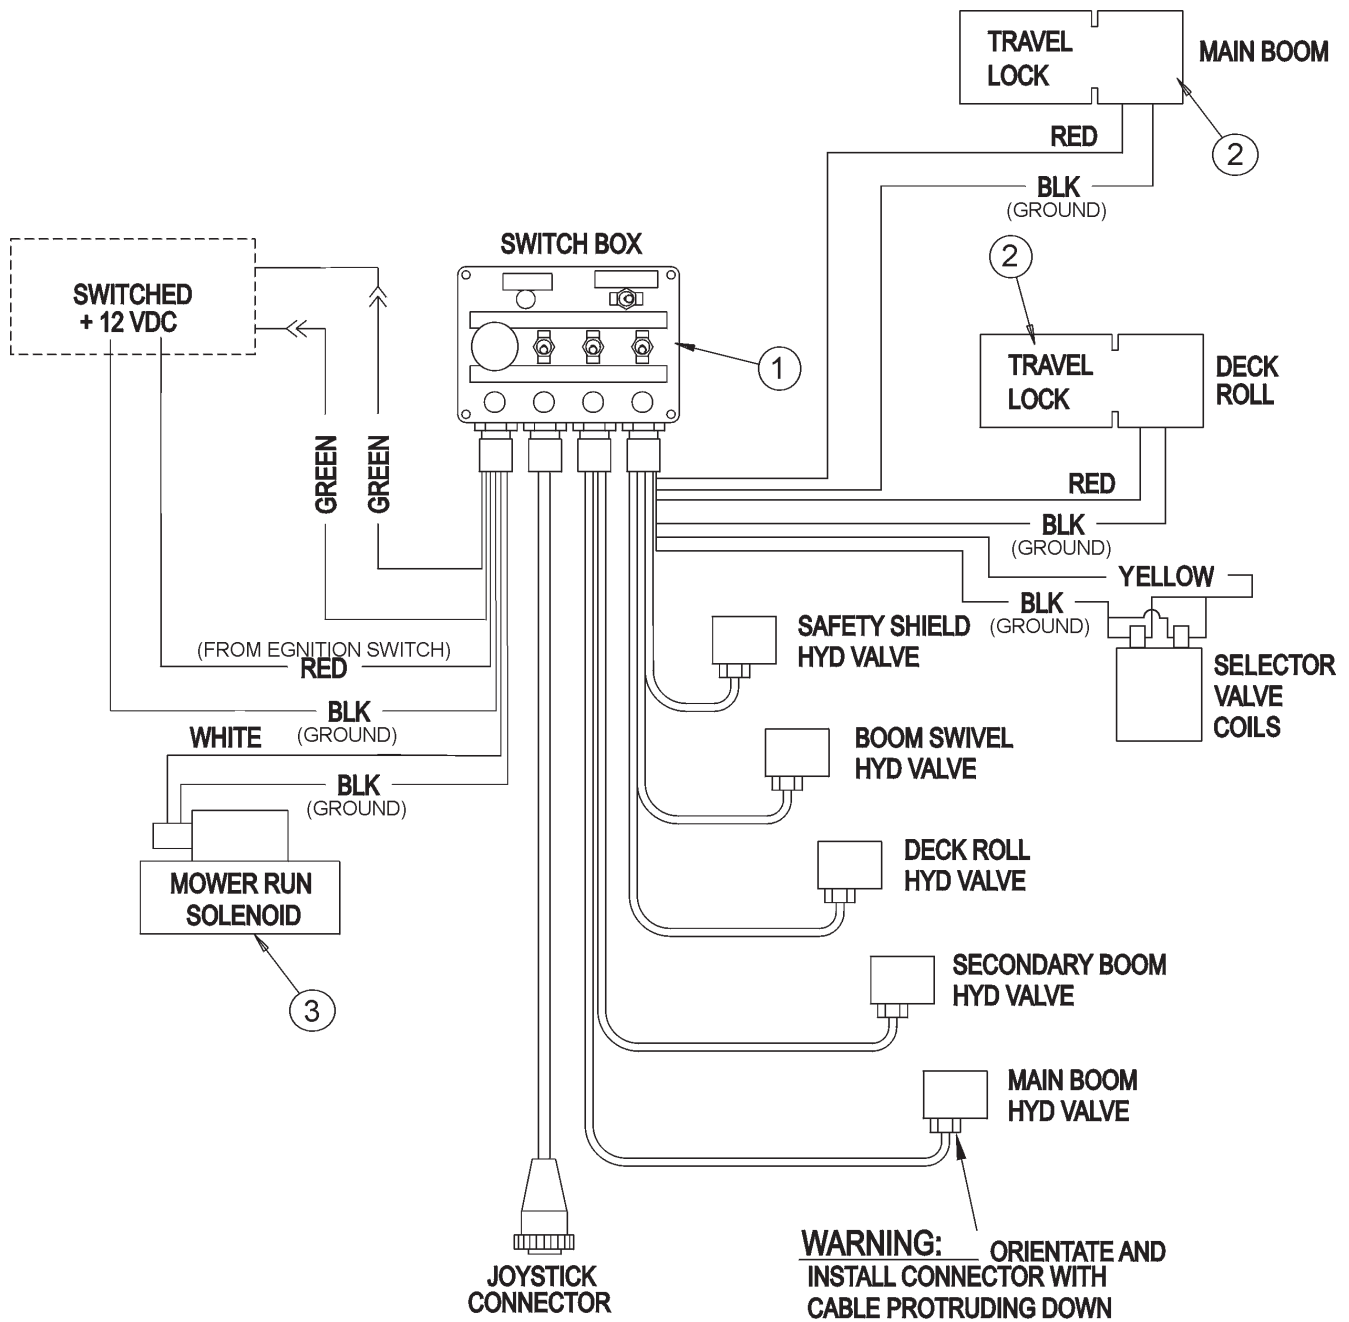 TRAVEL
LOCK
MAIN BOOM
RED
2
BLK
(GROUND)
SWITCH BOX
2
SWITCHED
+ 12 VDC
1
TRAVEL
LOCK
DECK
ROLL
GREEN
GREEN
RED
BLK
(GROUND)
YELLOW
BLK
(GROUND)
SAFETY SHIELD
HYD VALVE
(FROM EGNITION SWITCH)
RED
SELECTOR
VALVE
COILS
BLK
(GROUND)
WHITE
BOOM SWIVEL
HYD VALVE
BLK
(GROUND)
DECK ROLL
HYD VALVE
MOWER RUN
SOLENOID
3
SECONDARY BOOM
HYD VALVE
MAIN BOOM
HYD VALVE
WARNING: ORIENTATE AND
INSTALL CONNECTOR WITH
CABLE PROTRUDING DOWN
JOYSTICK
CONNECTOR